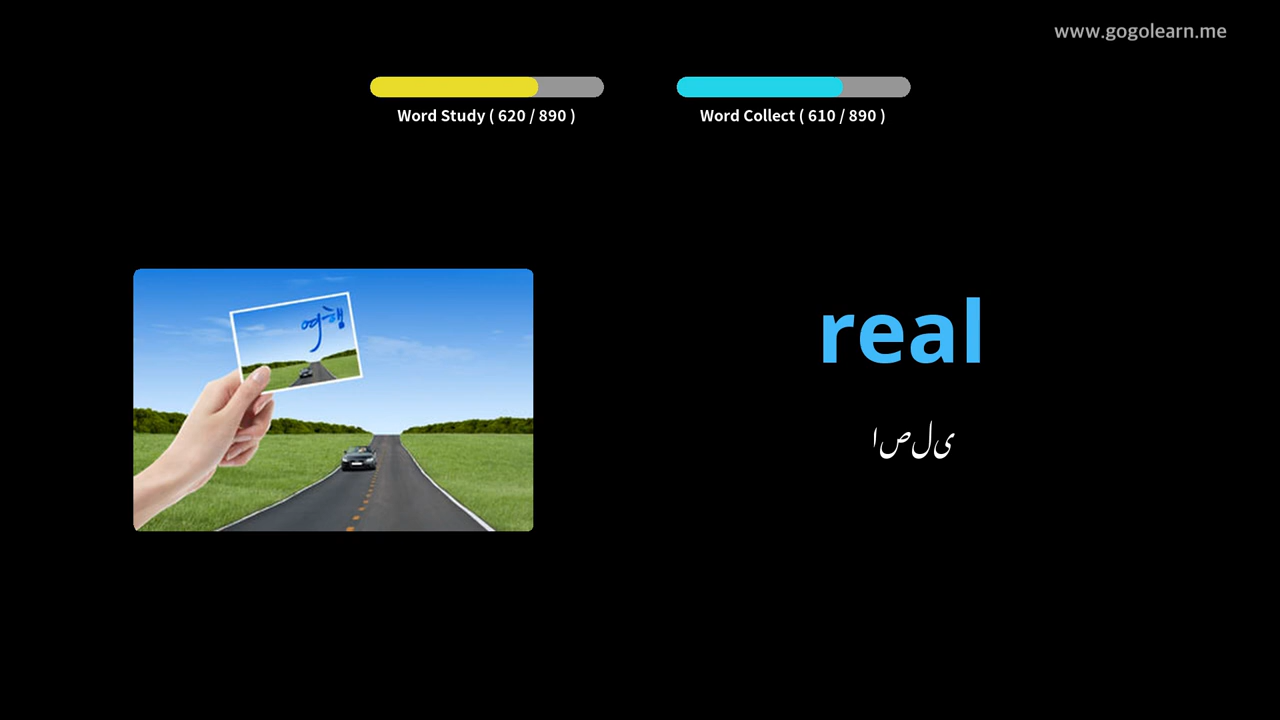 www.gogolearn.me
Word Study ( 620 / 890 )
Word Collect ( 610 / 890 )
여행
real
اصلی